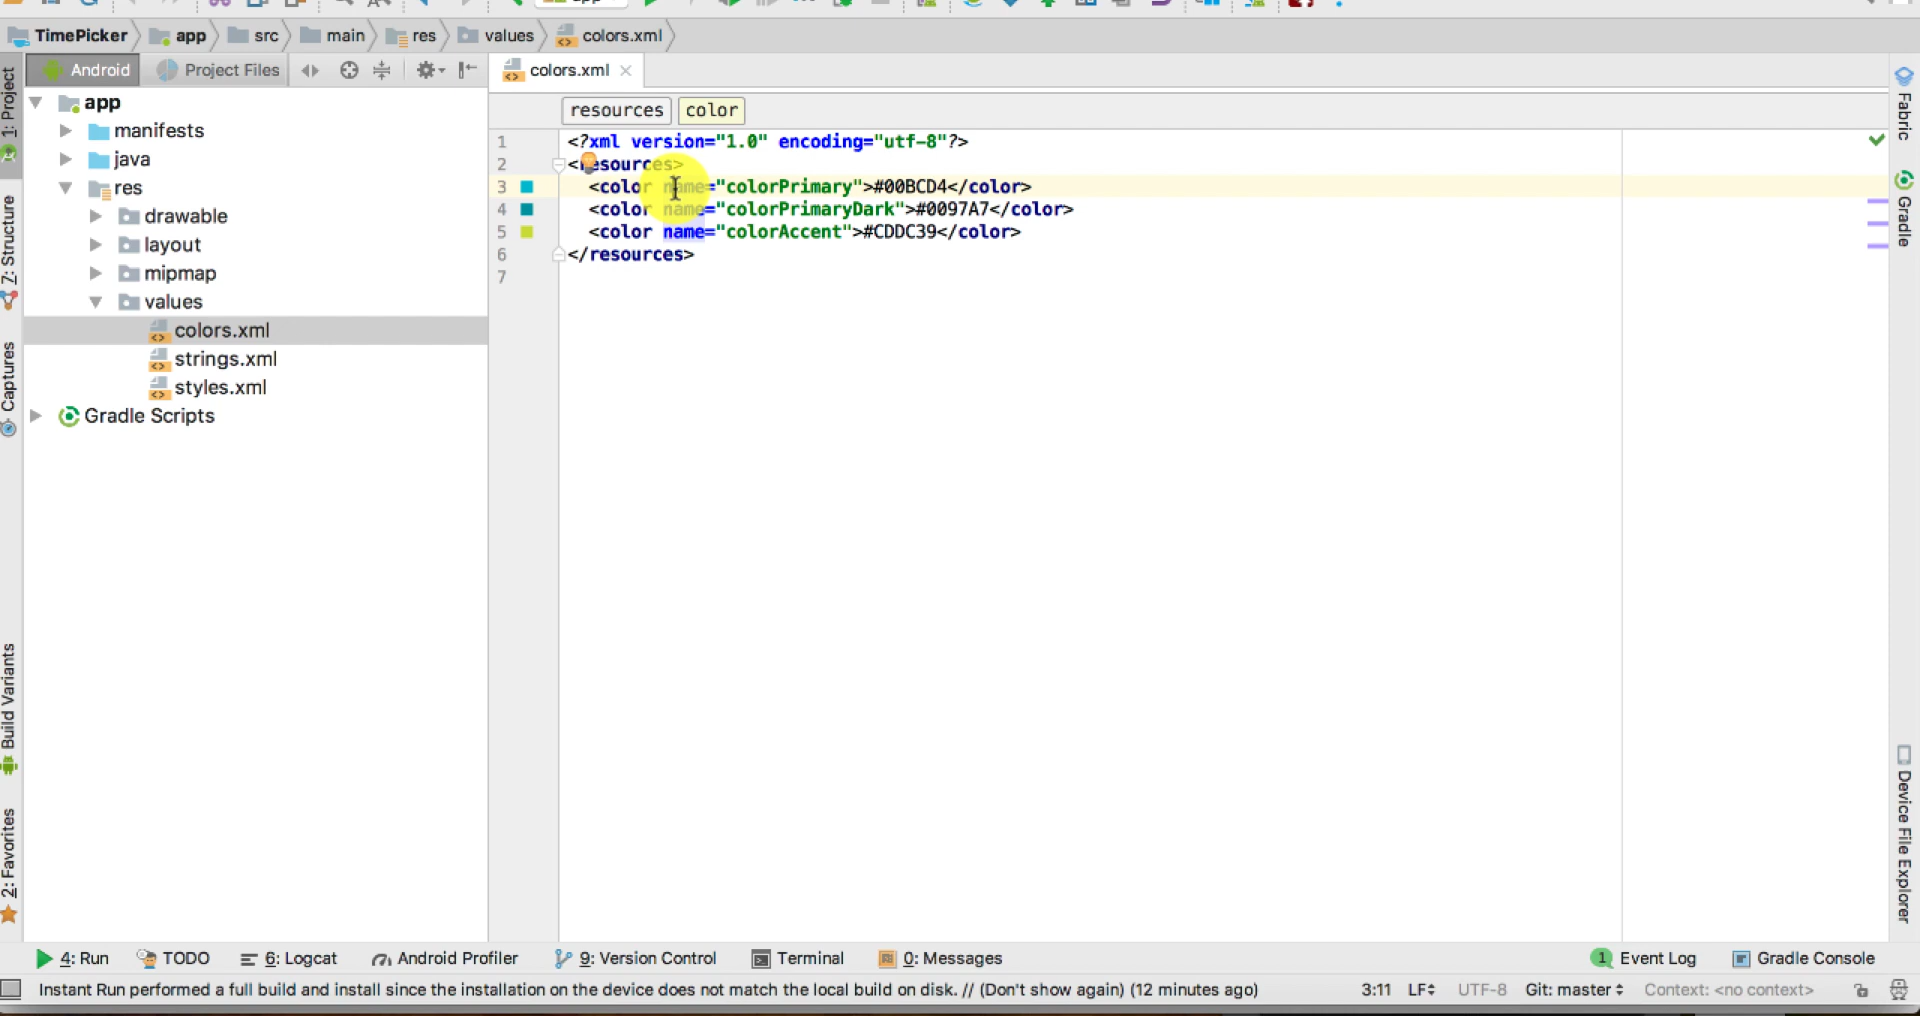 app
TimePicker app src main res values colors.xml
Android Project Files
colors.xml
1: Project
Z: Structure
Captures
Build Variants
2: Favorites
app
manifests
java
res
drawable
layout
mipmap
values
colors.xml
strings.xml
styles.xml
Gradle Scripts
resources color
1 <?xml version="1.0" encoding="utf-8"?>
2 <resources>
3 <color name="colorPrimary">#00BCD4</color>
4 <color name="colorPrimaryDark">#0097A7</color>
5 <color name="colorAccent">#CDDC39</color>
6 </resources>
7
Fabric
Gradle
Device File Explorer
4: Run TODO 6: Logcat Android Profiler 9: Version Control Terminal 0: Messages 1 Event Log Gradle Console
Instant Run performed a full build and install since the installation on the device does not match the local build on disk. // (Don't show again) (12 minutes ago) 3:11 LF UTF-8 Git: master Context: <no context>